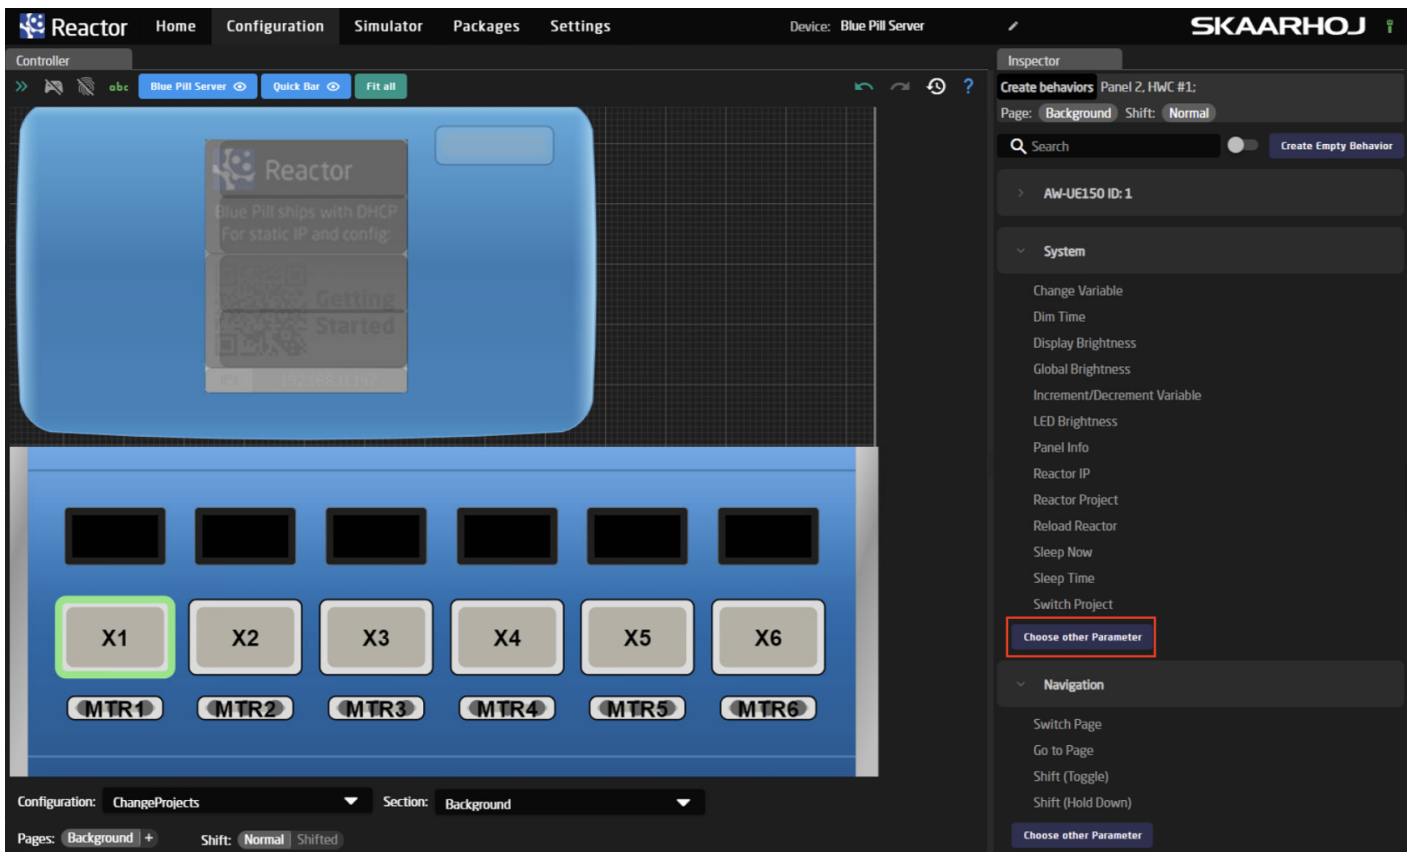 Reactor Home Configuration Simulator Packages Settings Device: Blue Pill Server SKAARHOJ
Controller
abc Blue Pill Server Quick Bar Fit all ?
Reactor
Blue Pill ships with DHCP
For static IP and config:
Getting
Started
X1 X2 X3 X4 X5 X6
MTR1 MTR2 MTR3 MTR4 MTR5 MTR6
Configuration: ChangeProjects Section: Background
Pages: Background + Shift: Normal Shifted
Inspector
Create behaviors Panel 2, HWC #1;
Page: Background Shift: Normal
Search Create Empty Behavior
AW-UE150 ID: 1
System
Change Variable
Dim Time
Display Brightness
Global Brightness
Increment/Decrement Variable
LED Brightness
Panel Info
Reactor IP
Reactor Project
Reload Reactor
Sleep Now
Sleep Time
Switch Project
Choose other Parameter
Navigation
Switch Page
Go to Page
Shift (Toggle)
Shift (Hold Down)
Choose other Parameter